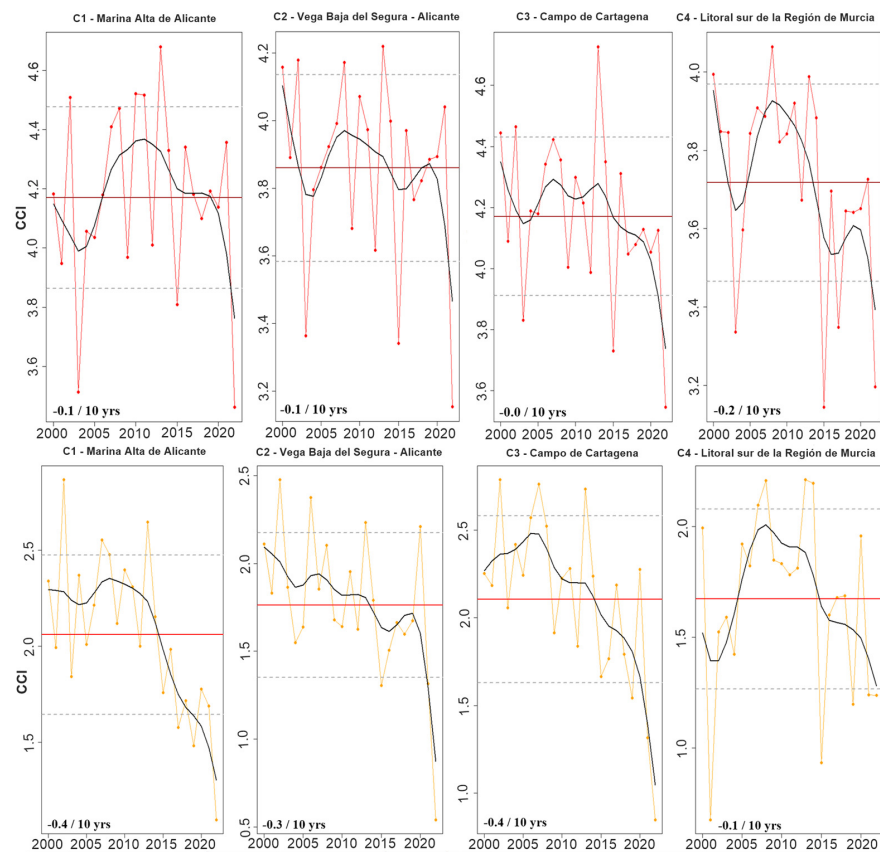 C1 - Marina Alta de Alicante
C2 - Vega Baja del Segura - Alicante
C3 - Campo de Cartagena
C4 - Litoral sur de la Región de Murcia
CCI
4.6
4.4
4.2
4.0
3.8
3.6
-0.1 / 10 yrs
2000 2005 2010 2015 2020
4.2
4.0
3.8
3.6
3.4
3.2
-0.1 / 10 yrs
2000 2005 2010 2015 2020
4.6
4.4
4.2
4.0
3.8
3.6
-0.0 / 10 yrs
2000 2005 2010 2015 2020
4.0
3.8
3.6
3.4
3.2
-0.2 / 10 yrs
2000 2005 2010 2015 2020
C1 - Marina Alta de Alicante
C2 - Vega Baja del Segura - Alicante
C3 - Campo de Cartagena
C4 - Litoral sur de la Región de Murcia
CCI
2.5
2.0
1.5
-0.4 / 10 yrs
2000 2005 2010 2015 2020
2.5
2.0
1.5
1.0
0.5
-0.3 / 10 yrs
2000 2005 2010 2015 2020
2.5
2.0
1.5
1.0
-0.4 / 10 yrs
2000 2005 2010 2015 2020
2.0
1.5
1.0
-0.1 / 10 yrs
2000 2005 2010 2015 2020